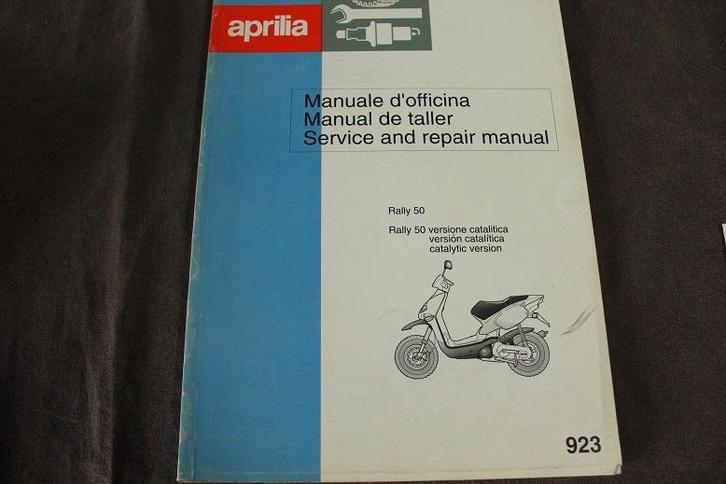 aprilia
Manuale d'officina
Manual de taller
Service and repair manual
Rally 50
Rally 50 versione catalitica
versión catalítica
catalytic version
923